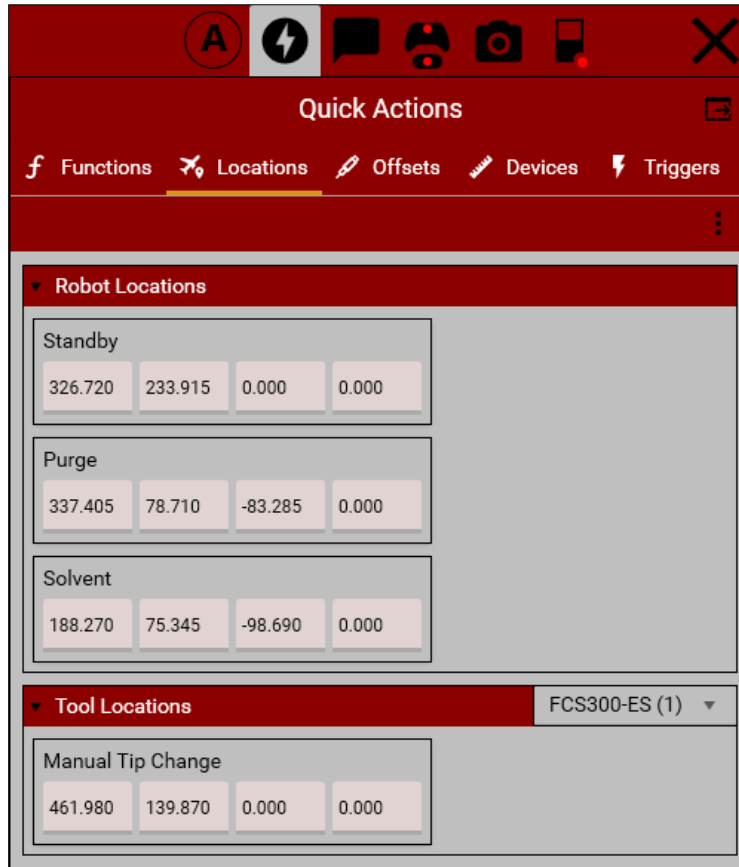 A
Quick Actions
Functions Locations Offsets Devices Triggers
Robot Locations
Standby
326.720 233.915 0.000 0.000
Purge
337.405 78.710 -83.285 0.000
Solvent
188.270 75.345 -98.690 0.000
Tool Locations FCS300-ES (1)
Manual Tip Change
461.980 139.870 0.000 0.000